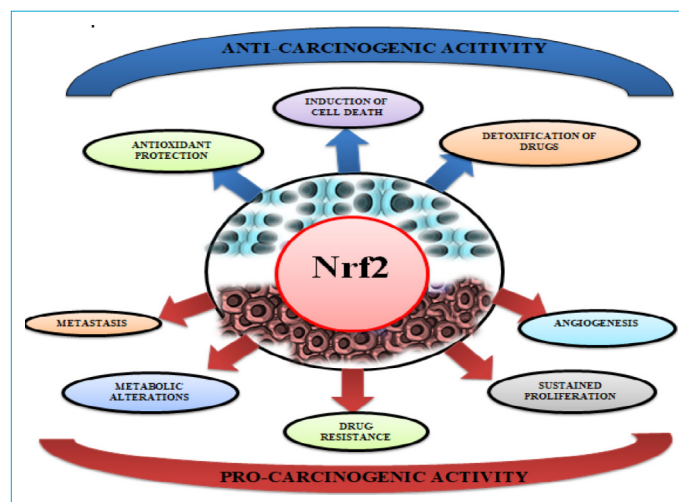 ANTI-CARCINOGENIC ACITIVITY
INDUCTION OF
CELL DEATH
ANTIOXIDANT
PROTECTION
DETOXIFICATION OF
DRUGS
Nrf2
METASTASIS
ANGIOGENESIS
METABOLIC
ALTERATIONS
SUSTAINED
PROLIFERATION
DRUG
RESISTANCE
PRO-CARCINOGENIC ACTIVITY